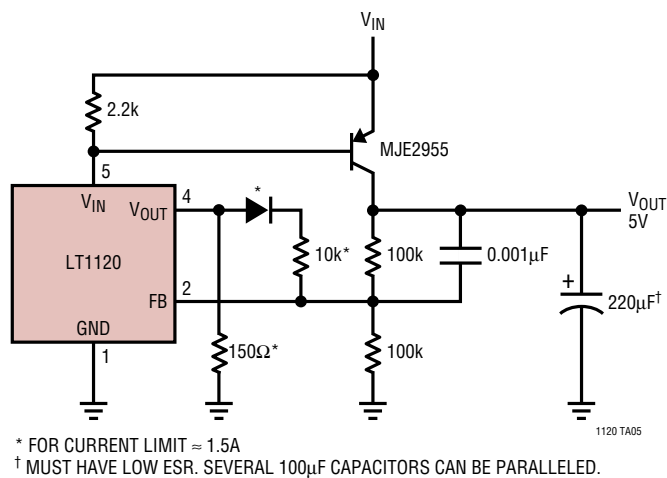 VIN
2.2k
MJE2955
5
VIN
VOUT
4
*
LT1120
10k*
100k
0.001µF
VOUT
5V
FB
2
+
220µF†
GND
1
150Ω*
100k
1120 TA05
* FOR CURRENT LIMIT ≈ 1.5A
† MUST HAVE LOW ESR. SEVERAL 100µF CAPACITORS CAN BE PARALLELED.